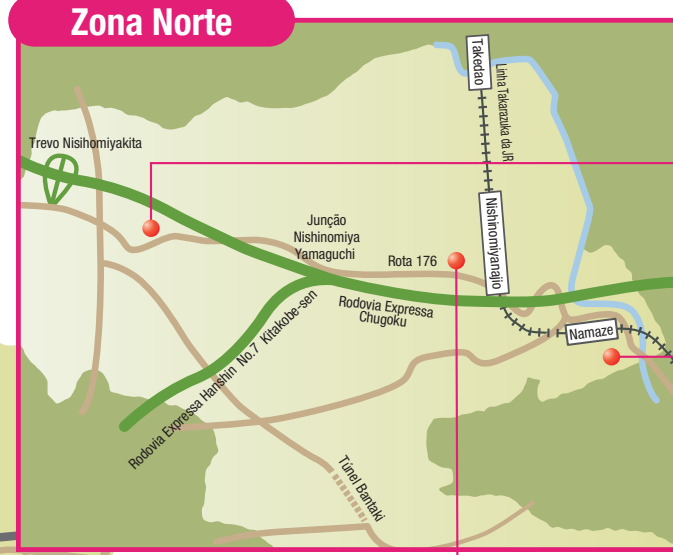 Zona Norte
Takedao
Linha Takarazuka da JR
Trevo Nisihomiyakita
Nishinomiyanajio
Junção
Nishinomiya
Yamaguchi
Rota 176
Rodovia Expressa
Chugoku
Namaze
Rodovia Expressa Hanshin No.7 Kitakobe-sen
Túnel Bantaki